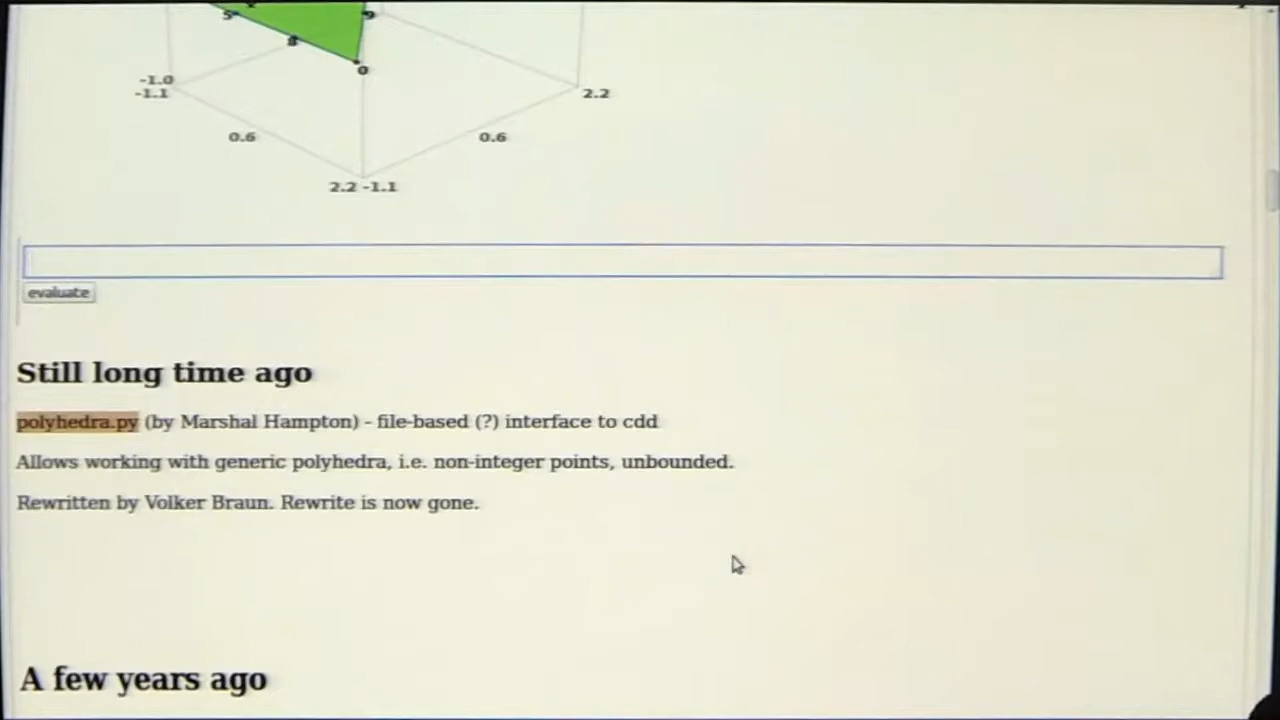 5
9
8
0
-1.0
-1.1
2.2
0.6
0.6
2.2 -1.1
evaluate
Still long time ago
polyhedra.py (by Marshal Hampton) - file-based (?) interface to cdd
Allows working with generic polyhedra, i.e. non-integer points, unbounded.
Rewritten by Volker Braun. Rewrite is now gone.
A few years ago